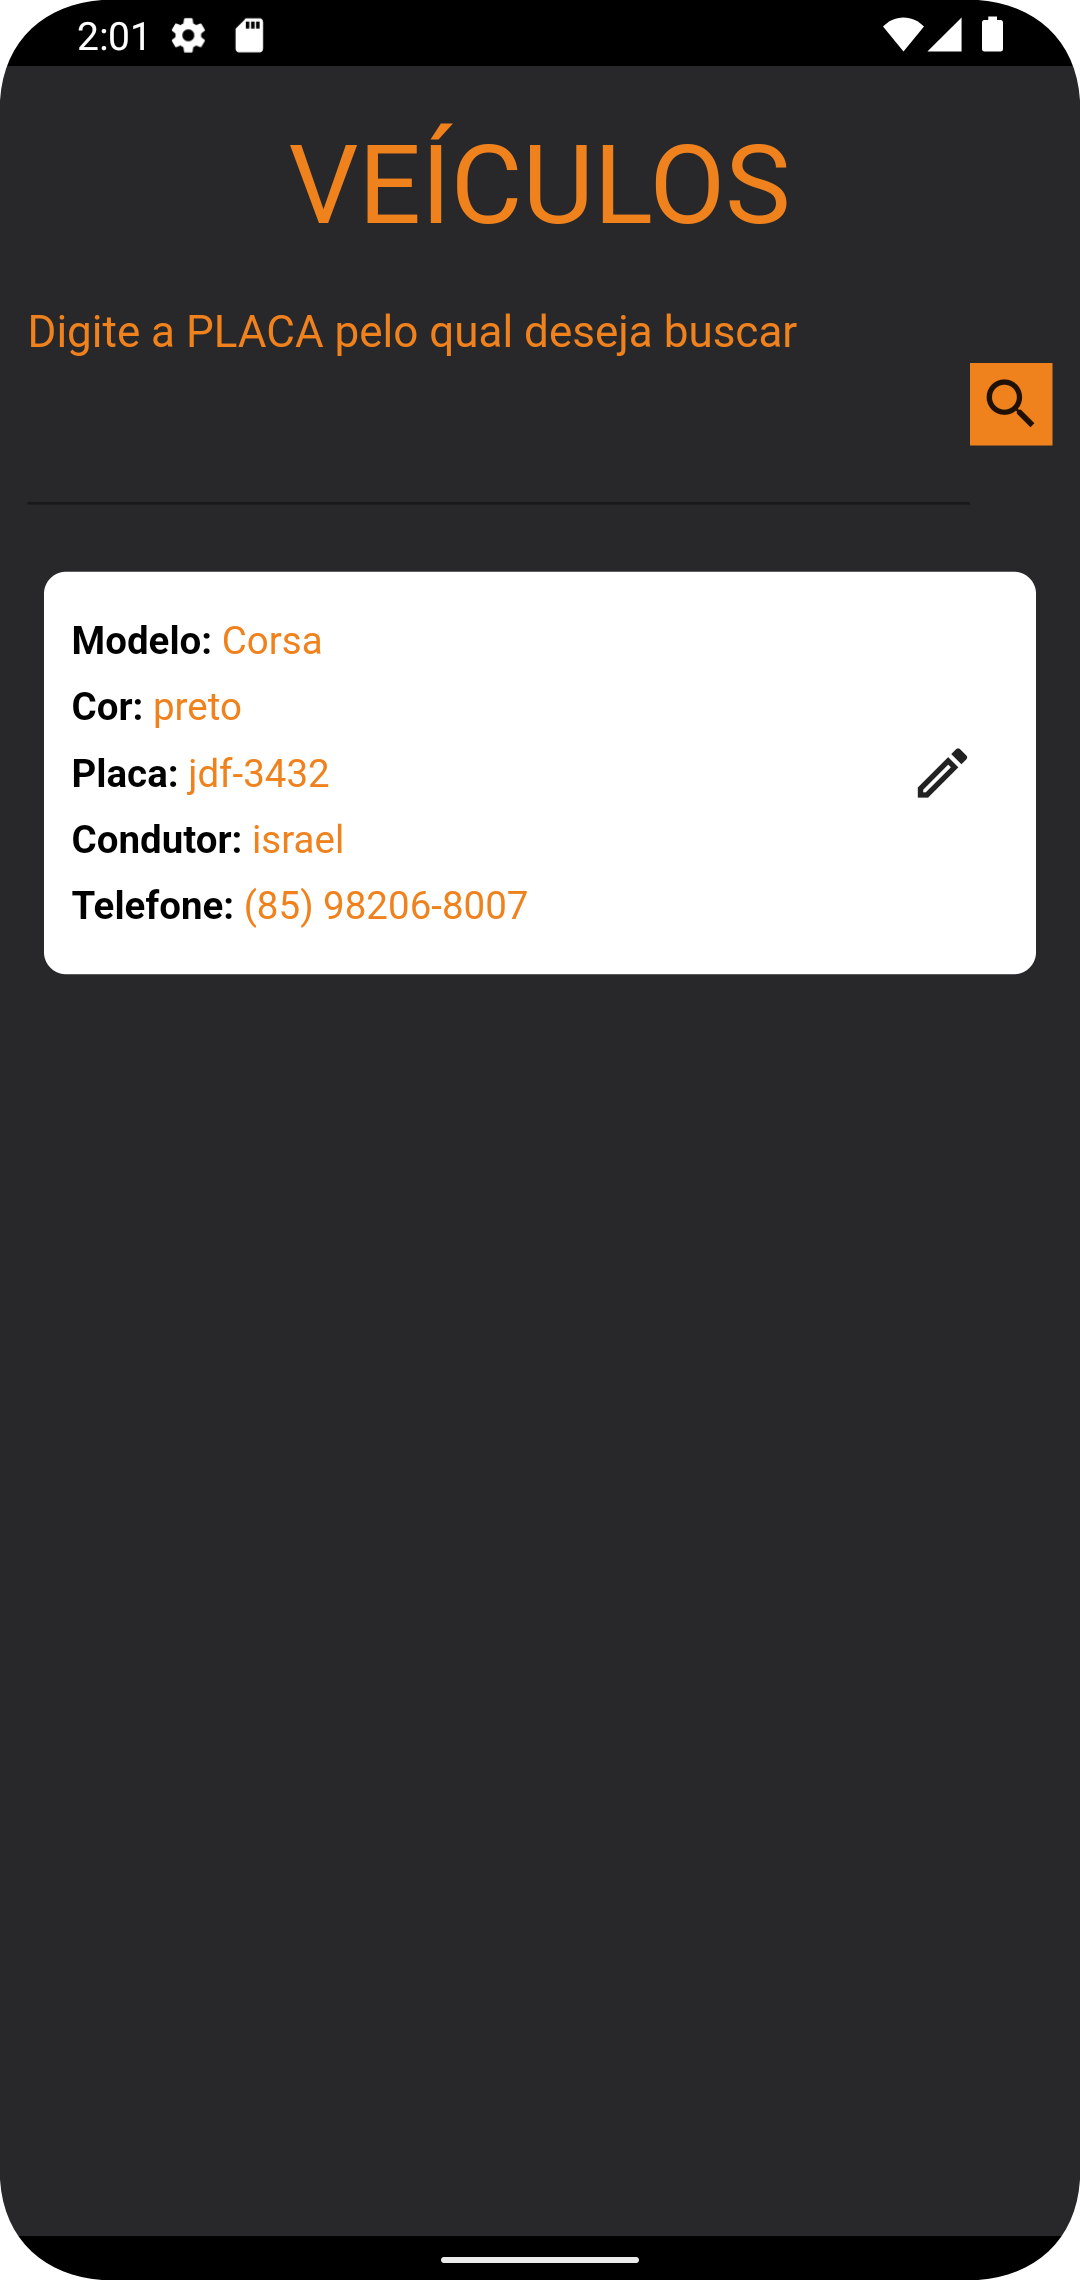 2:01
VEÍCULOS
Digite a PLACA pelo qual deseja buscar
Modelo: Corsa
Cor: preto
Placa: jdf-3432
Condutor: israel
Telefone: (85) 98206-8007